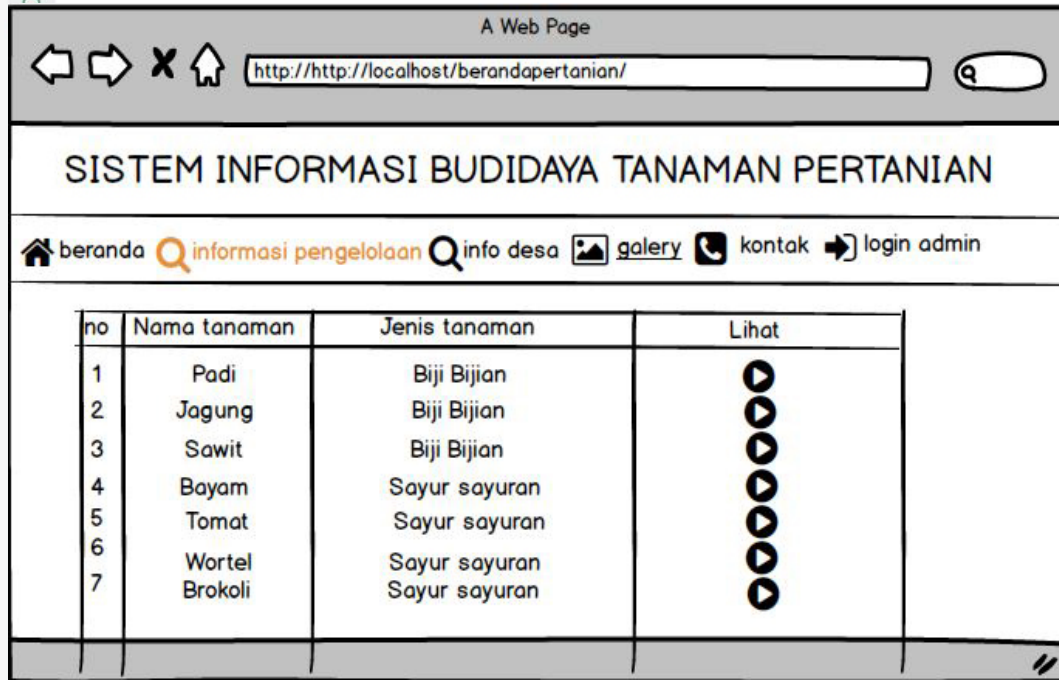 A Web Page
http://http://localhost/berandapertanian/
SISTEM INFORMASI BUDIDAYA TANAMAN PERTANIAN
beranda informasi pengelolaan info desa galery kontak login admin
no Nama tanaman Jenis tanaman Lihat
1 Padi Biji Bijian
2 Jagung Biji Bijian
3 Sawit Biji Bijian
4 Bayam Sayur sayuran
5 Tomat Sayur sayuran
6 Wortel Sayur sayuran
7 Brokoli Sayur sayuran